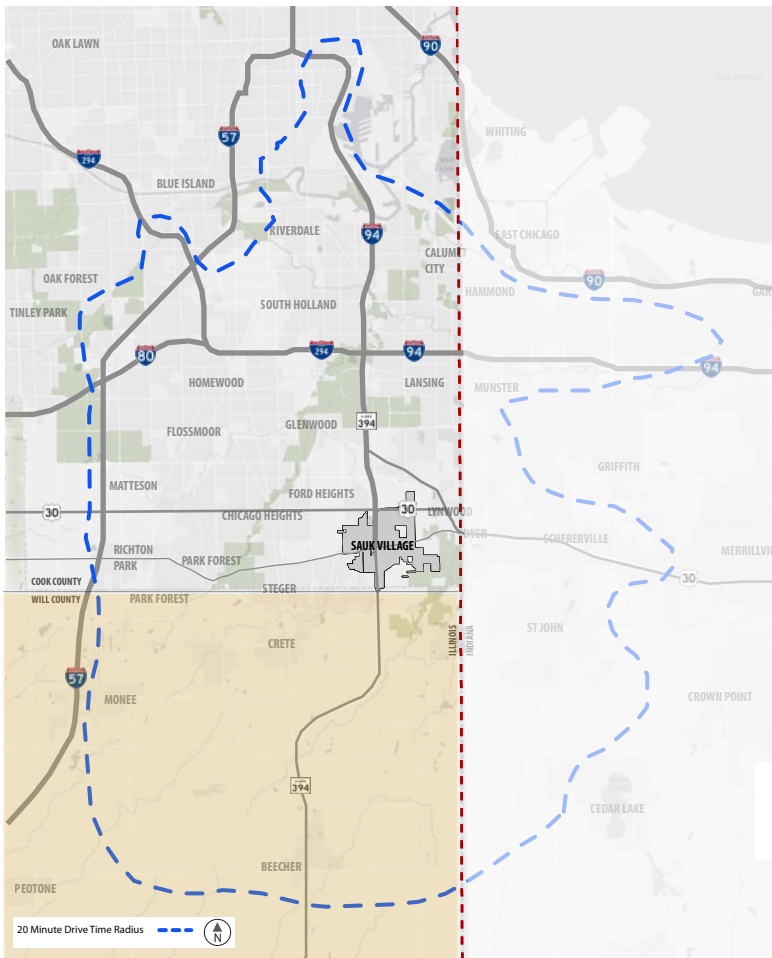 OAK LAWN
90
WHITING
57
294
BLUE ISLAND
RIVERDALE
94
EAST CHICAGO
CALUMET
CITY
OAK FOREST
90
HAMMOND
TINLEY PARK
SOUTH HOLLAND
80
294
94
94
HOMEWOOD
LANSING
MUNSTER
394
GLENWOOD
FLOSSMOOR
GRIFFITH
MATTESON
FORD HEIGHTS
30
30
CHICAGO HEIGHTS
LYNWOOD
DYER
SCHERERVILLE
SAUK VILLAGE
RICHTON
PARK
PARK FOREST
MERRILLVI
COOK COUNTY
WILL COUNTY
30
STEGER
PARK FOREST
ILLINOIS
INDIANA
ST JOHN
CRETE
57
MONEE
CROWN POINT
394
CEDAR LAKE
BEECHER
PEOTONE
20 Minute Drive Time Radius
N